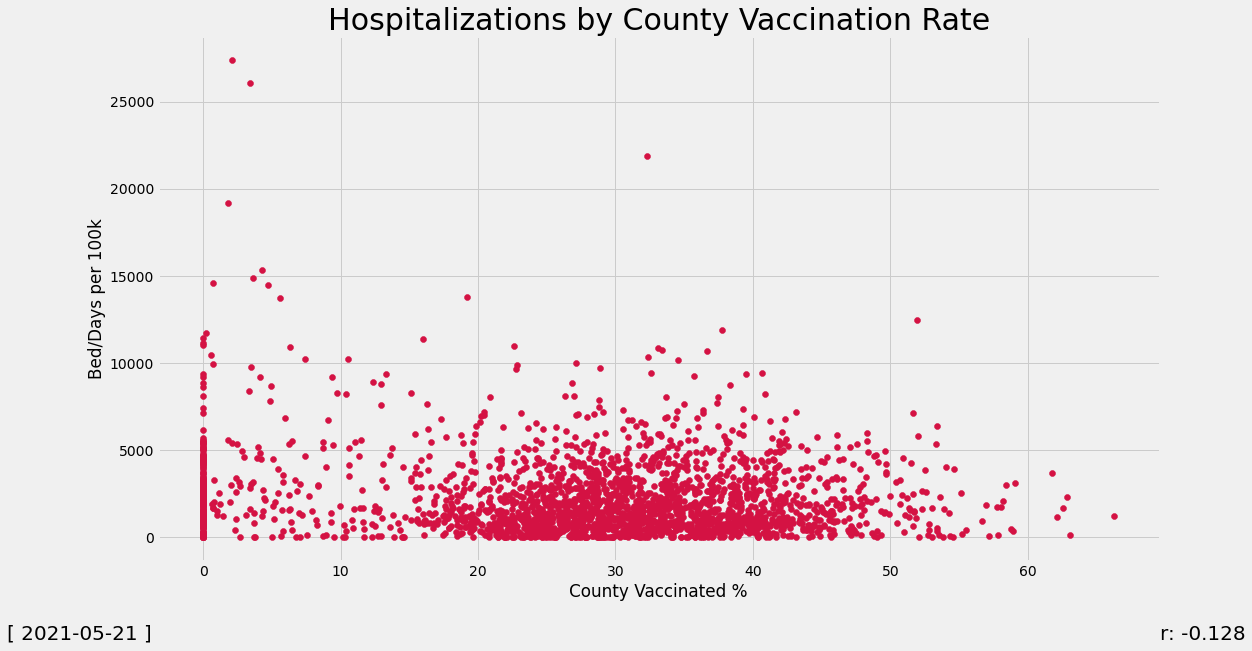 Hospitalizations by County Vaccination Rate
Bed/Days per 100k
25000
20000
15000
10000
5000
0
0 10 20 30 40 50 60
County Vaccinated %
[ 2021-05-21 ]
r: -0.128